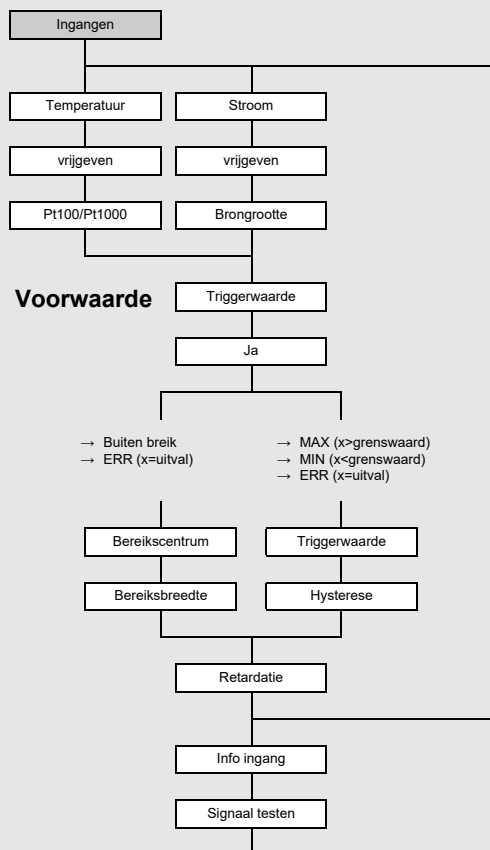 Ingangen
Temperatuur
Stroom
vrijgeven
vrijgeven
Pt100/Pt1000
Brongrootte
Voorwaarde
Triggerwaarde
Ja
→ Buiten breik
→ ERR (x=uitval)
→ MAX (x>grenswaard)
→ MIN (x<grenswaard)
→ ERR (x=uitval)
Bereikscentrum
Triggerwaarde
Bereiksbreedte
Hysterese
Retardatie
Info ingang
Signaal testen